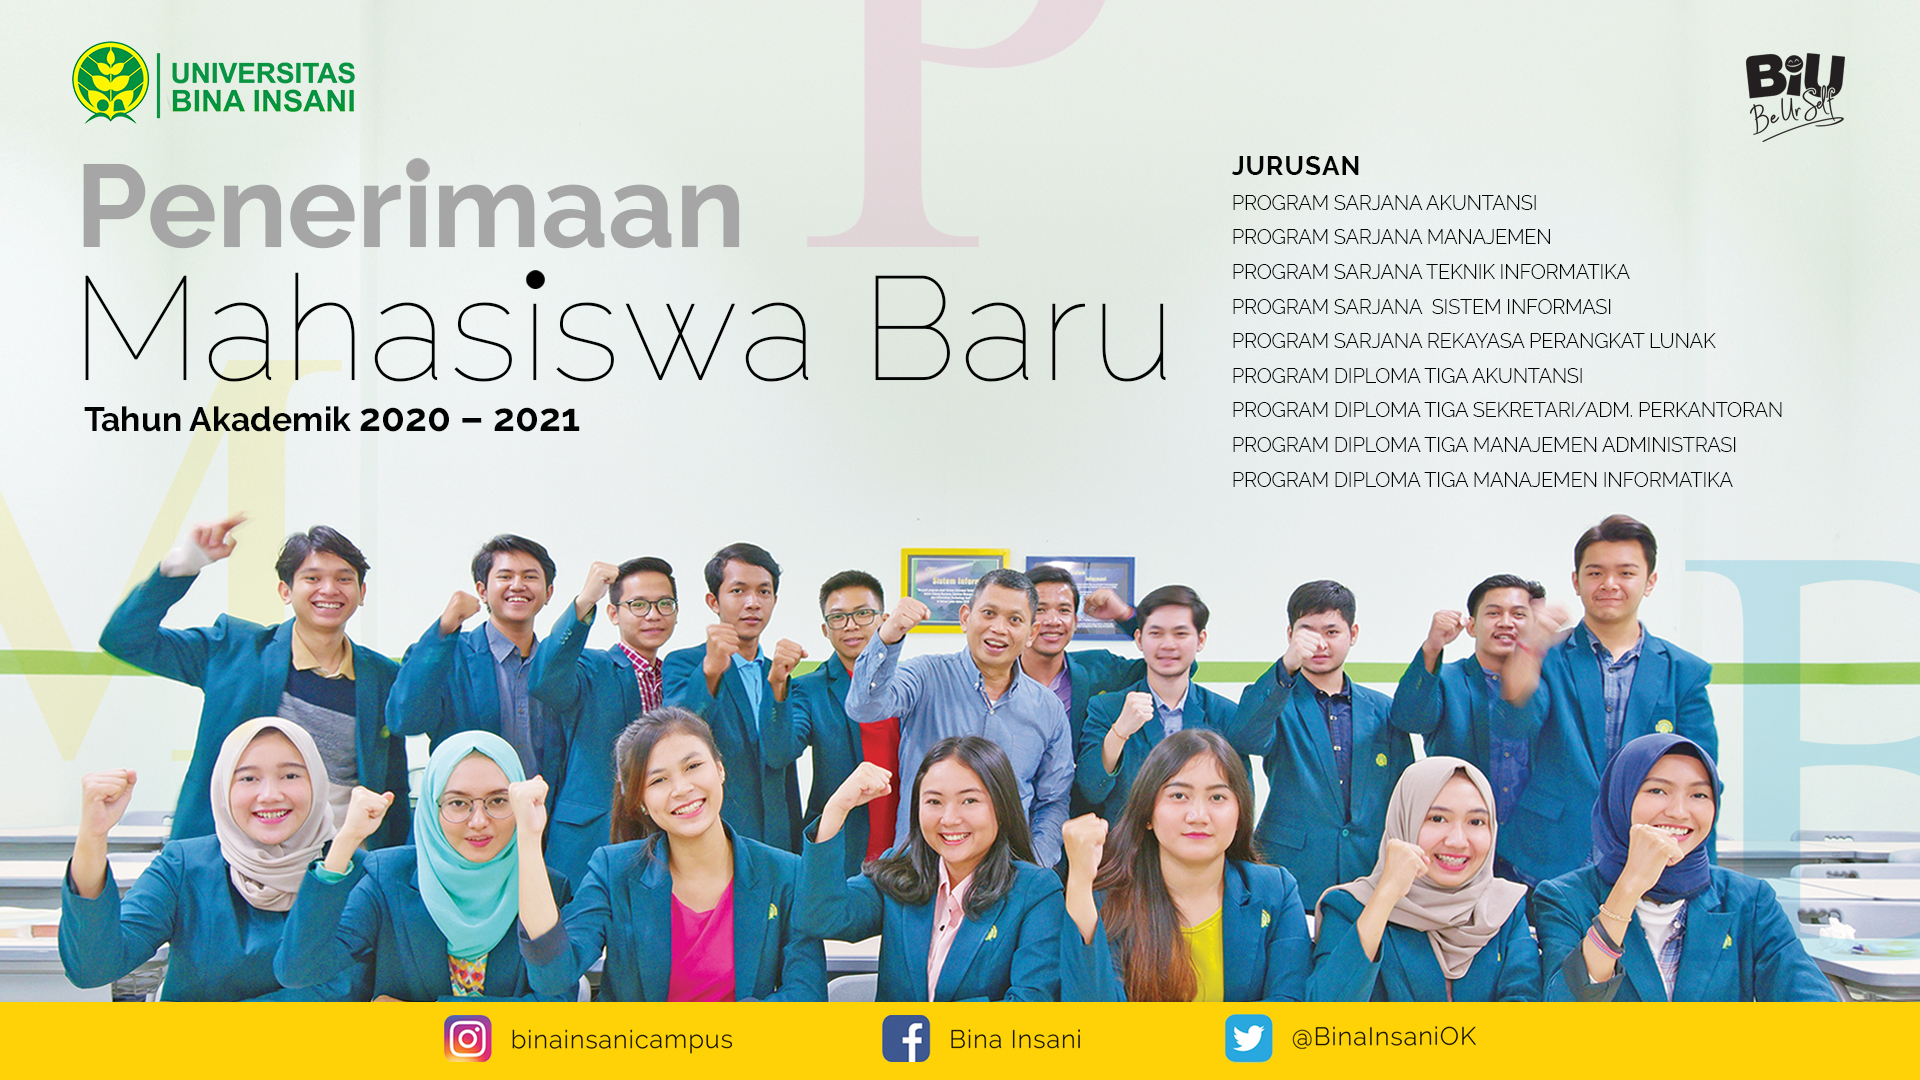 UNIVERSITAS
BINA INSANI
BiU
Be Ur Self
Penerimaan
Mahasiswa Baru
Tahun Akademik 2020 – 2021
JURUSAN
PROGRAM SARJANA AKUNTANSI
PROGRAM SARJANA MANAJEMEN
PROGRAM SARJANA TEKNIK INFORMATIKA
PROGRAM SARJANA SISTEM INFORMASI
PROGRAM SARJANA REKAYASA PERANGKAT LUNAK
PROGRAM DIPLOMA TIGA AKUNTANSI
PROGRAM DIPLOMA TIGA SEKRETARI/ADM. PERKANTORAN
PROGRAM DIPLOMA TIGA MANAJEMEN ADMINISTRASI
PROGRAM DIPLOMA TIGA MANAJEMEN INFORMATIKA
P
M
B
Sistem Infor
binainsanicampus
Bina Insani
@BinaInsaniOK